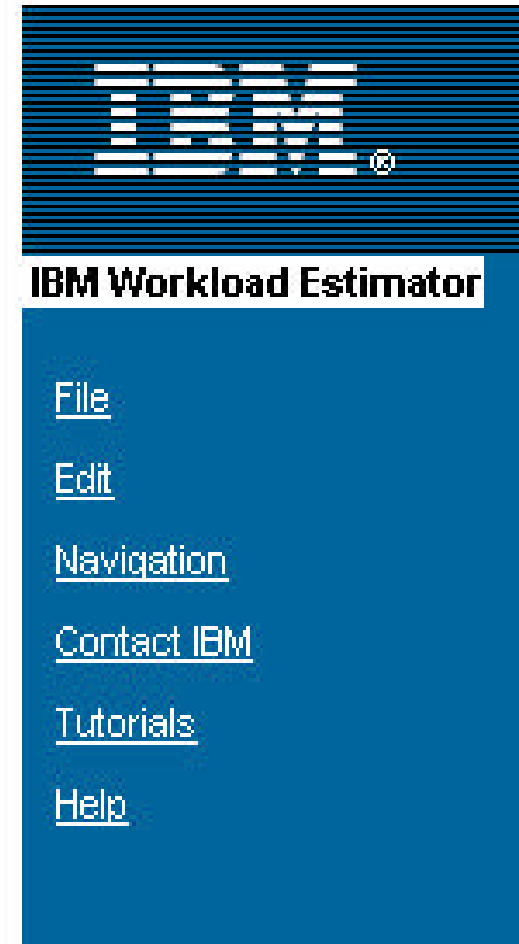 IBM®
IBM Workload Estimator
File
Edit
Navigation
Contact IBM
Tutorials
Help